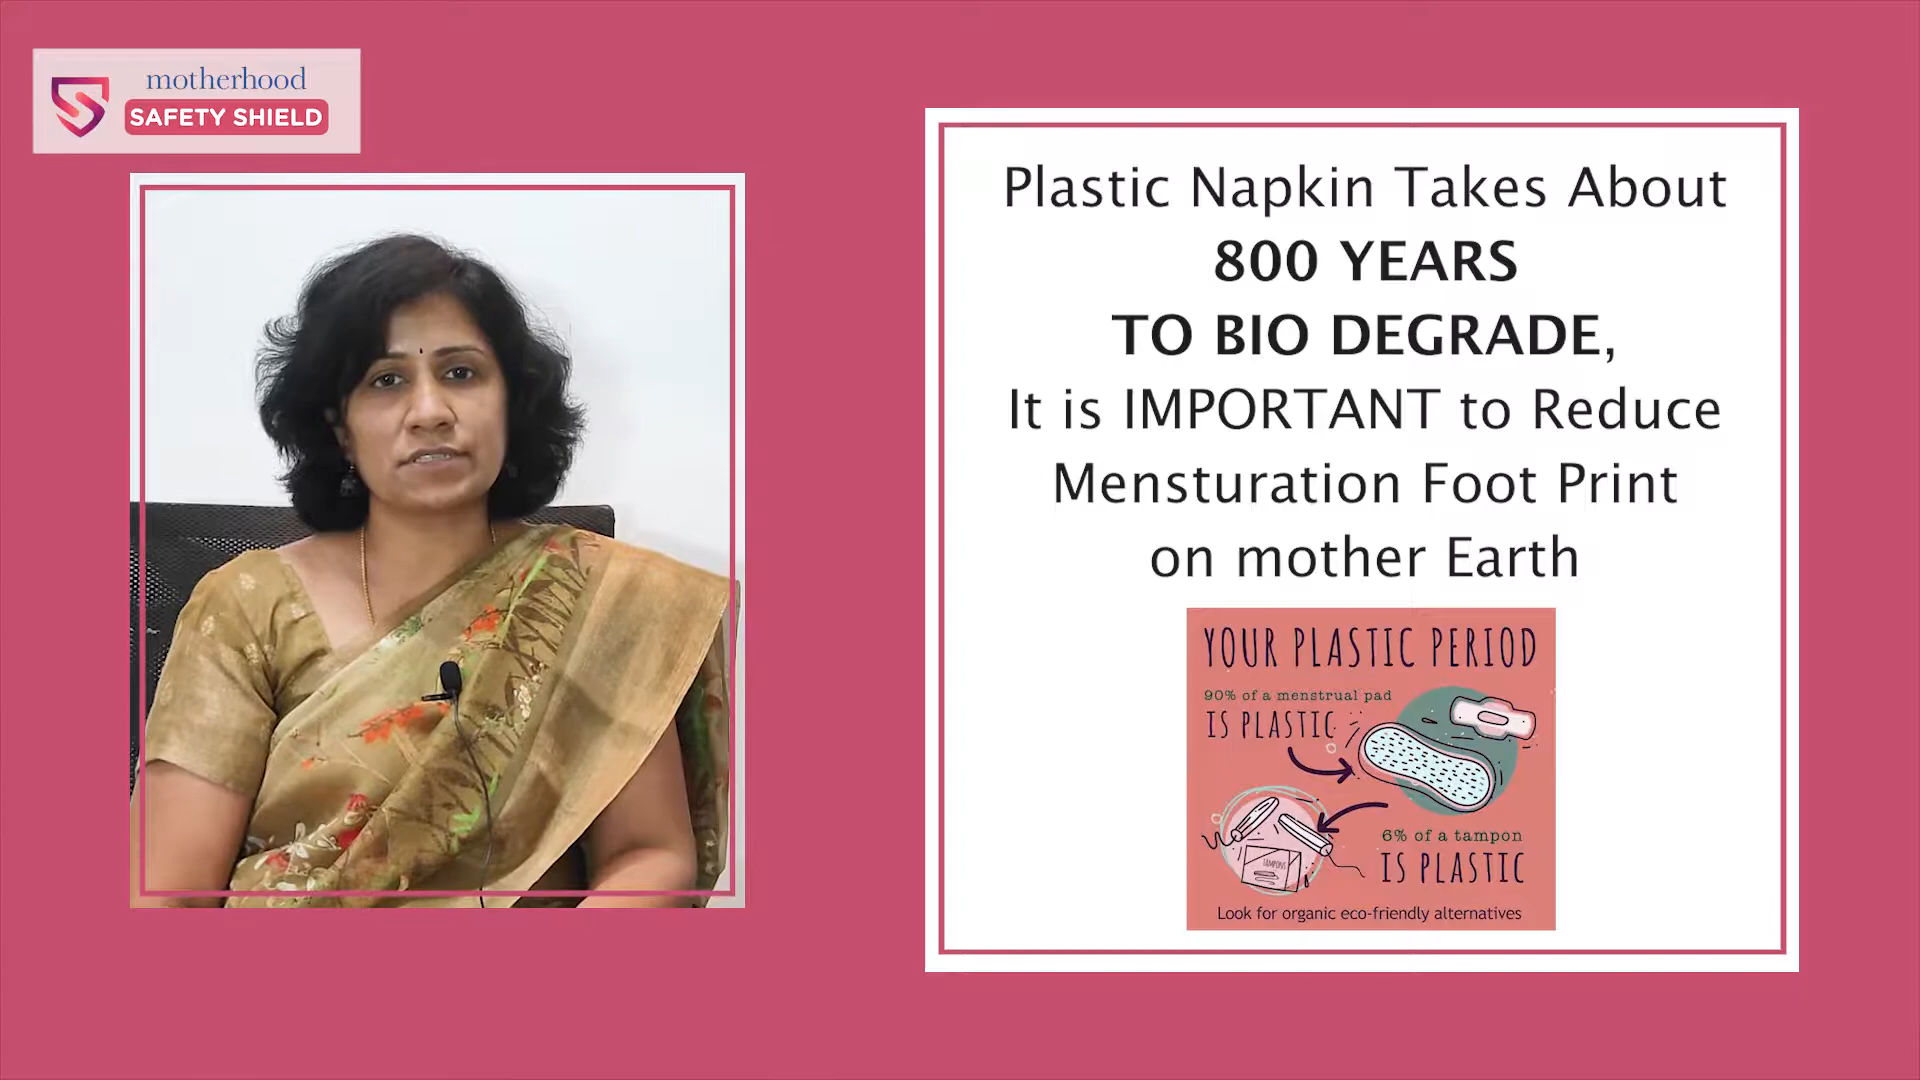 motherhood
SAFETY SHIELD
Plastic Napkin Takes About
800 YEARS
TO BIO DEGRADE,
It is IMPORTANT to Reduce
Mensturation Foot Print
on mother Earth
YOUR PLASTIC PERIOD
90% of a menstrual pad
IS PLASTIC
6% of a tampon
IS PLASTIC
TAMPONS
Look for organic eco-friendly alternatives